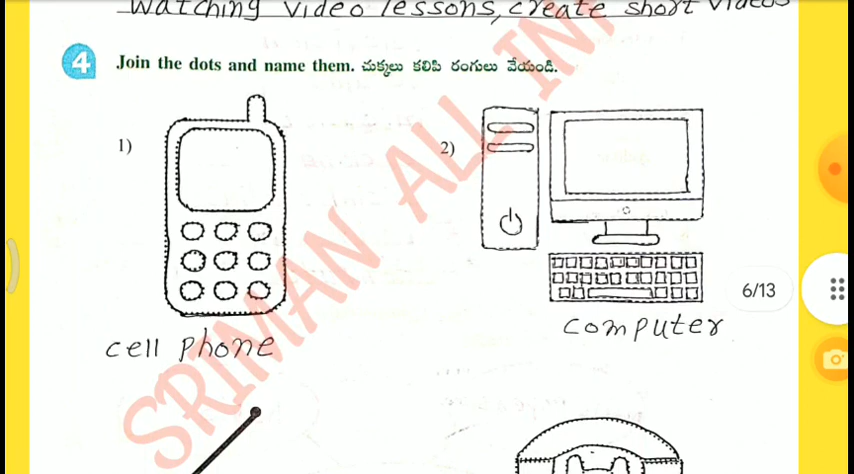 watching video lessons, create short videos
4 Join the dots and name them. చుక్కలు కలిపి రంగులు వేయండి.
1)
2)
6/13
cell phone
computer
SRIMAN ALL IN